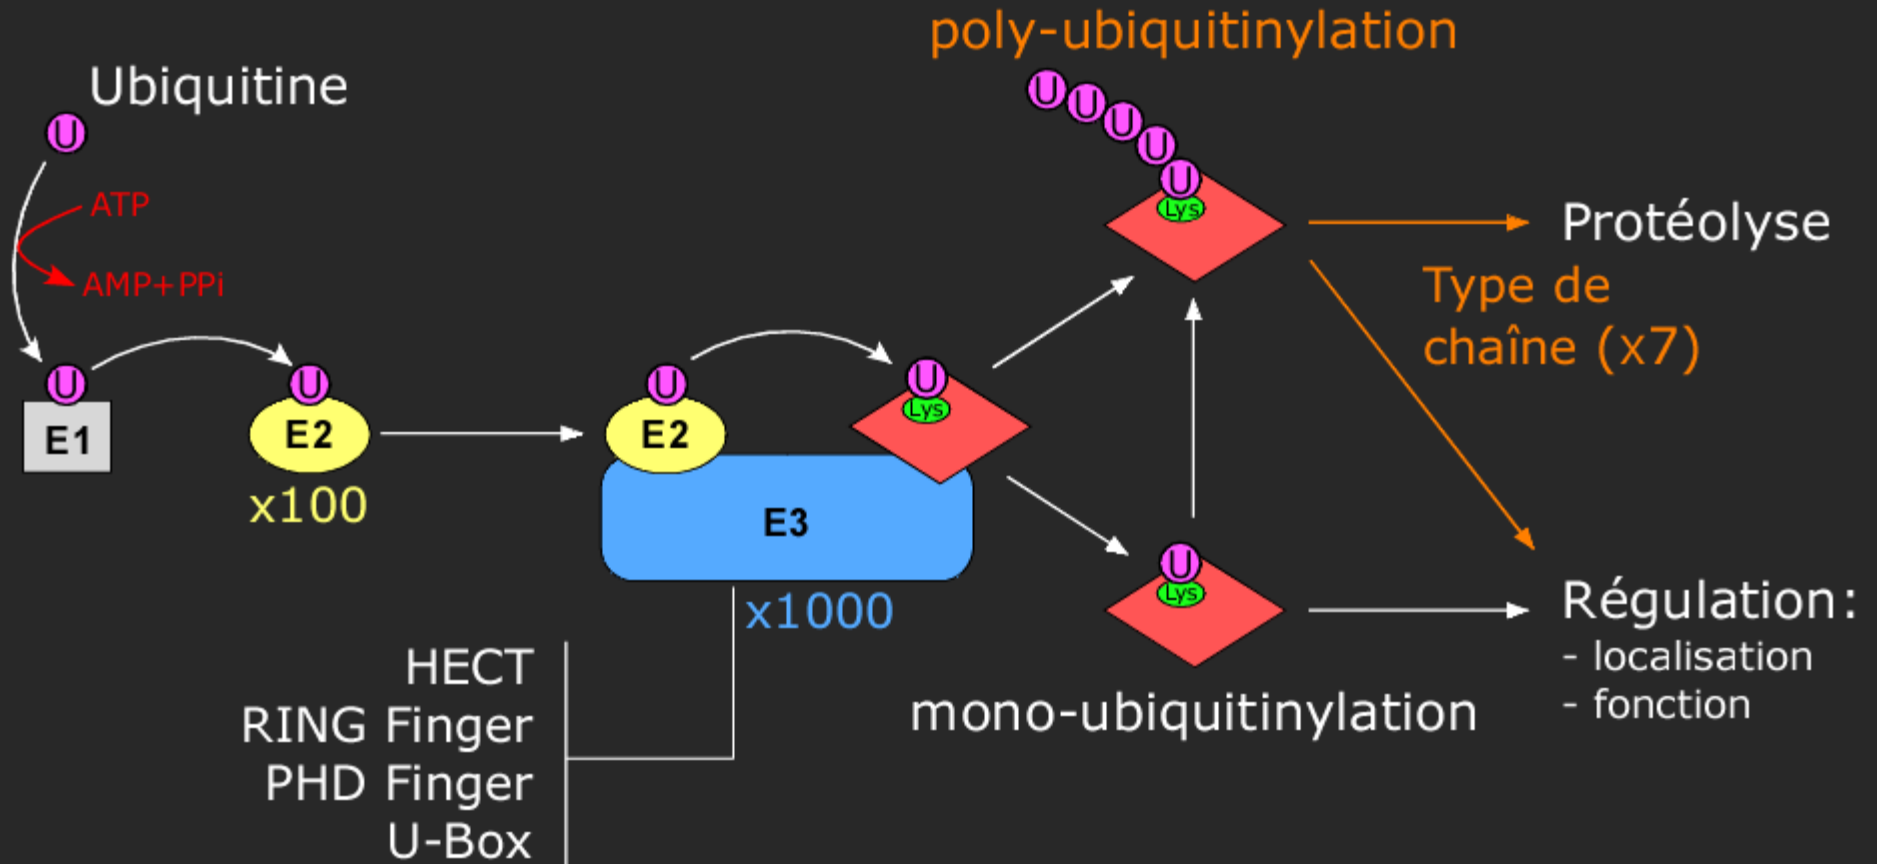 poly-ubiquitinylation
Ubiquitine
U
U
U
U
U
U
Lys
ATP
AMP+PPi
Protéolyse
Type de
chaîne (x7)
U
E1
U
E2
x100
U
E2
U
Lys
E3
x1000
U
Lys
mono-ubiquitinylation
Régulation:
- localisation
- fonction
HECT
RING Finger
PHD Finger
U-Box